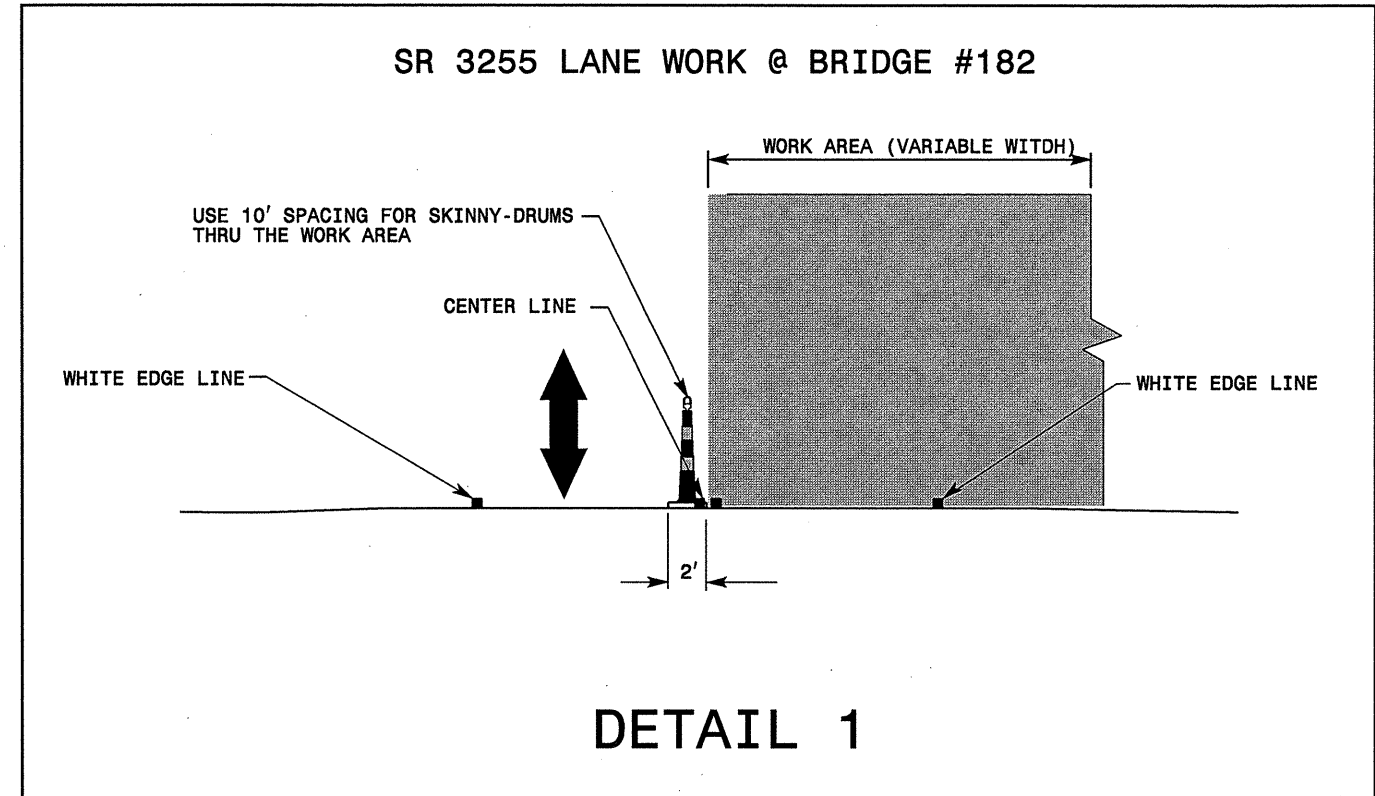 SR 3255 LANE WORK @ BRIDGE #182
WORK AREA (VARIABLE WITDH)
USE 10' SPACING FOR SKINNY-DRUMS
THRU THE WORK AREA
CENTER LINE
WHITE EDGE LINE
WHITE EDGE LINE
2'
DETAIL 1